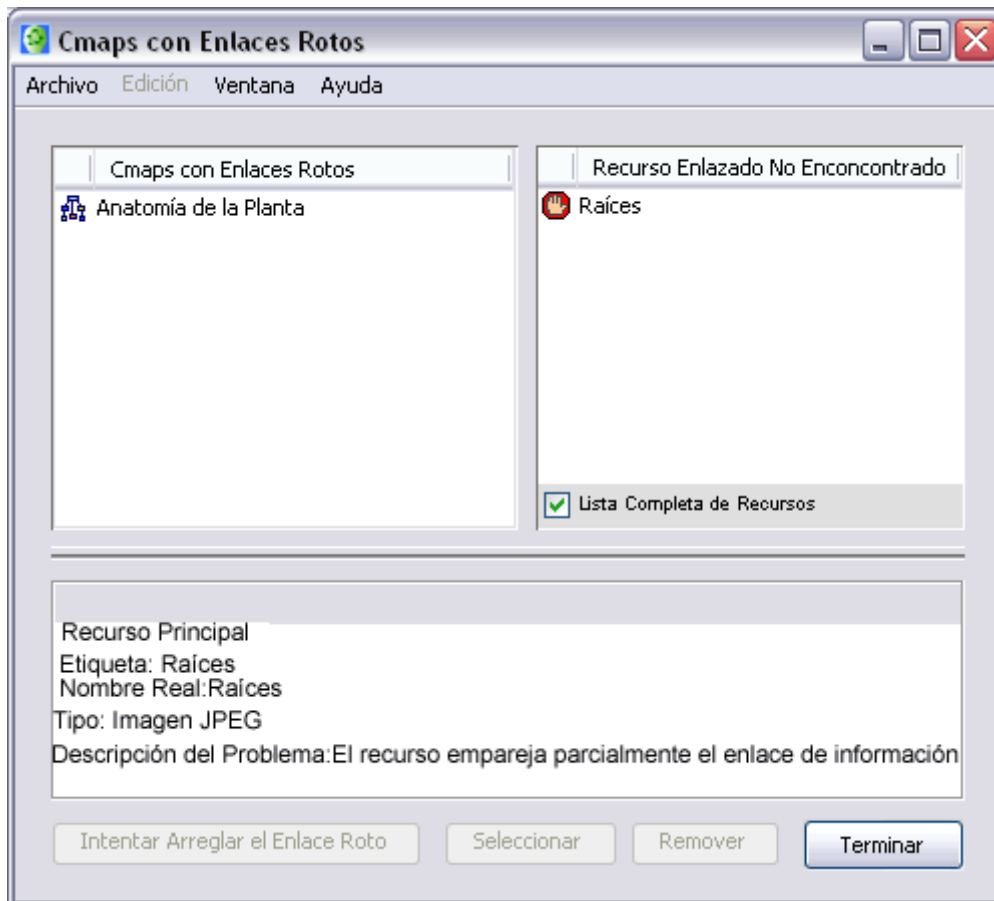 Cmaps con Enlaces Rotos
Archivo Edición Ventana Ayuda
Cmaps con Enlaces Rotos
Anatomía de la Planta
Recurso Enlazado No Enconcontrado
Raíces
Lista Completa de Recursos
Recurso Principal
Etiqueta: Raíces
Nombre Real:Raíces
Tipo: Imagen JPEG
Descripción del Problema:El recurso empareja parcialmente el enlace de información
Intentar Arreglar el Enlace Roto Seleccionar Remover Terminar